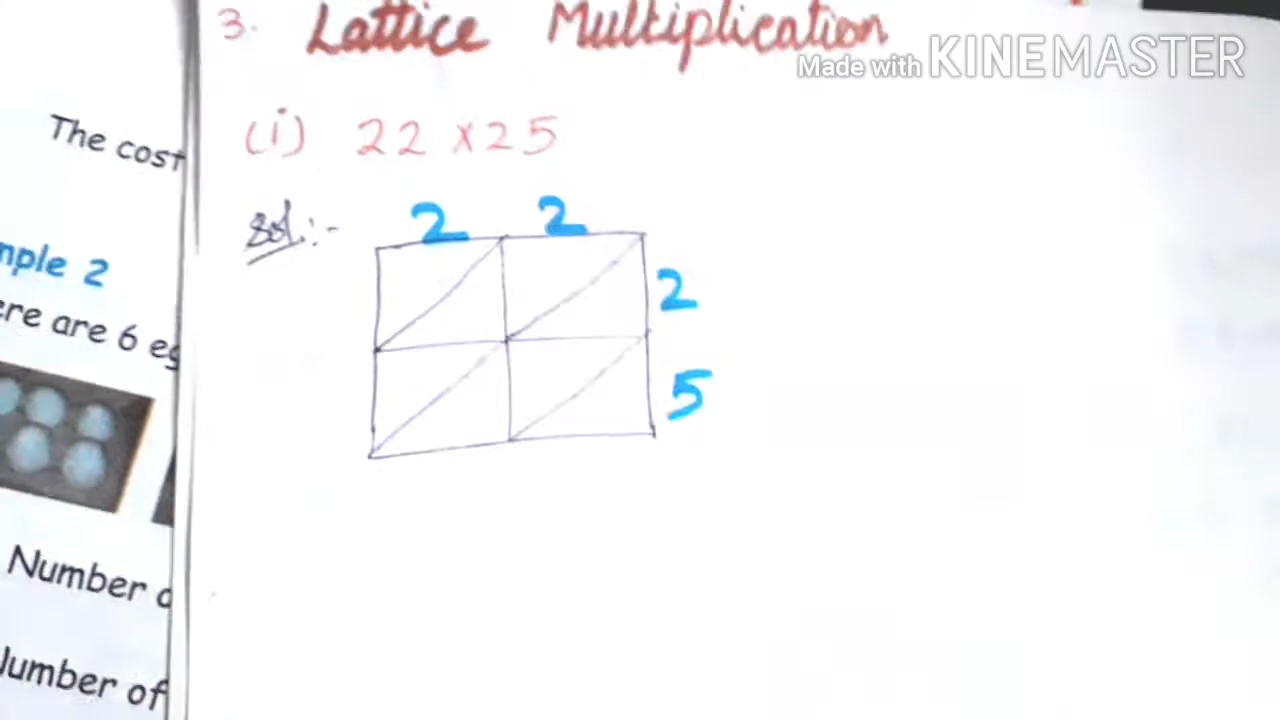 3. Lattice Multiplication
Made with KINEMASTER
(i) 22 x 25
Sol:-
2 2
2
5
The cost
mple 2
ere are 6 eg
Number o
Number of